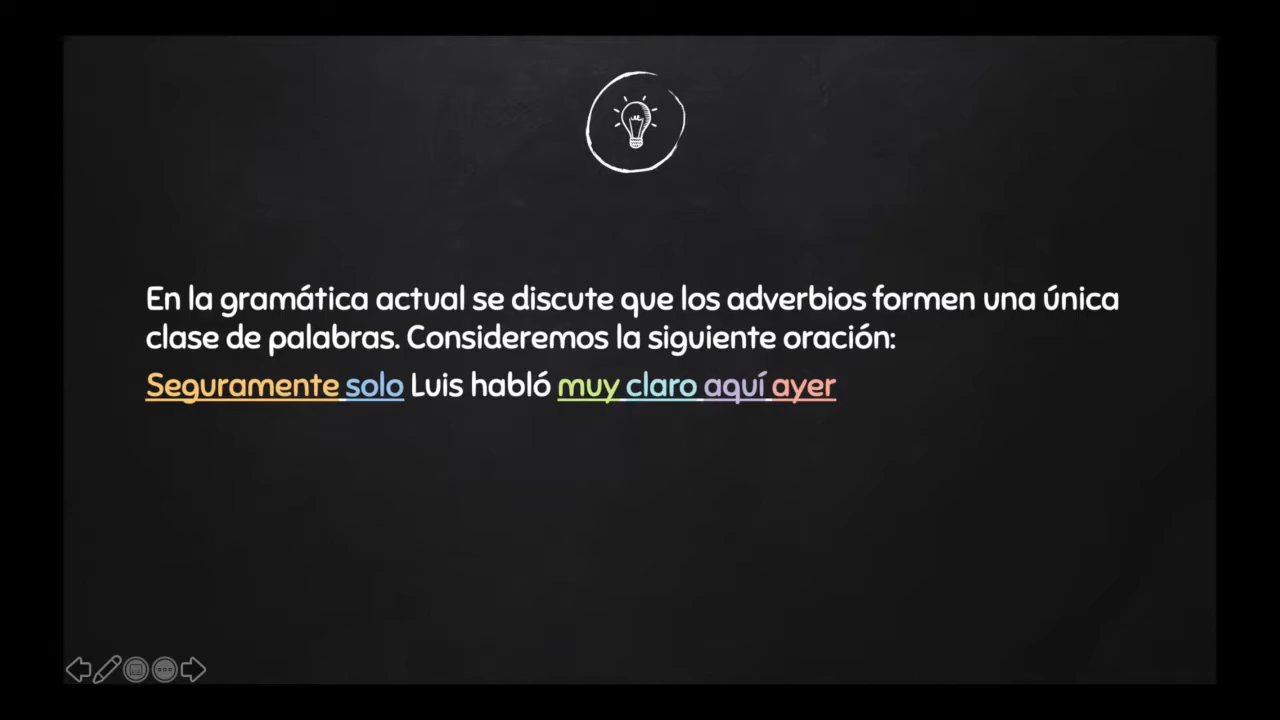 En la gramática actual se discute que los adverbios formen una única
clase de palabras. Consideremos la siguiente oración:
Seguramente solo Luis habló muy claro aquí ayer